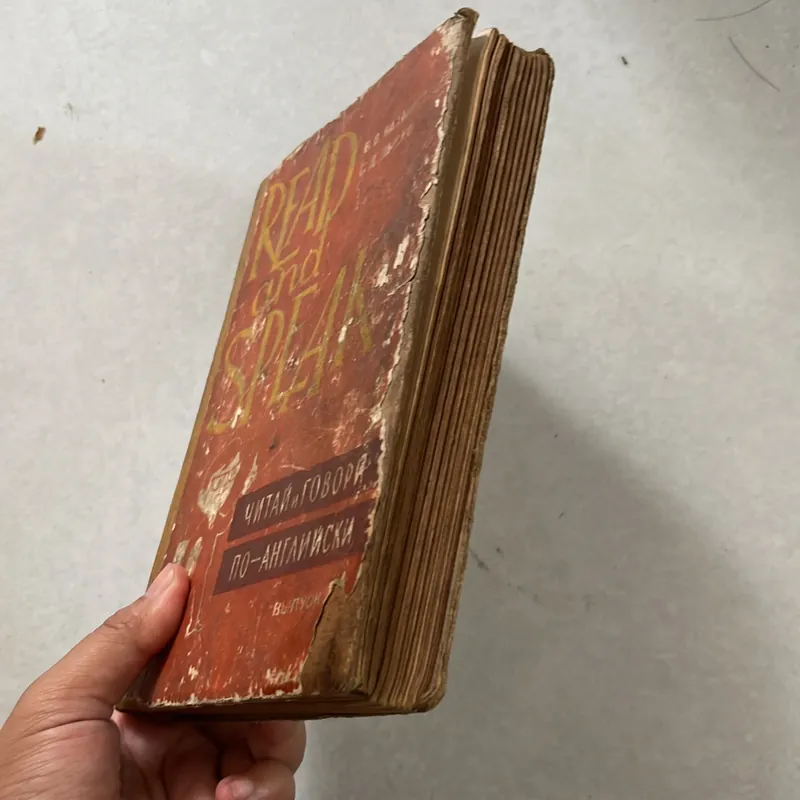 READ
and
SPEAK
ЧИТАЙ и ГОВОРИ
ПО-АНГЛИЙСКИ
ВЫПУСК